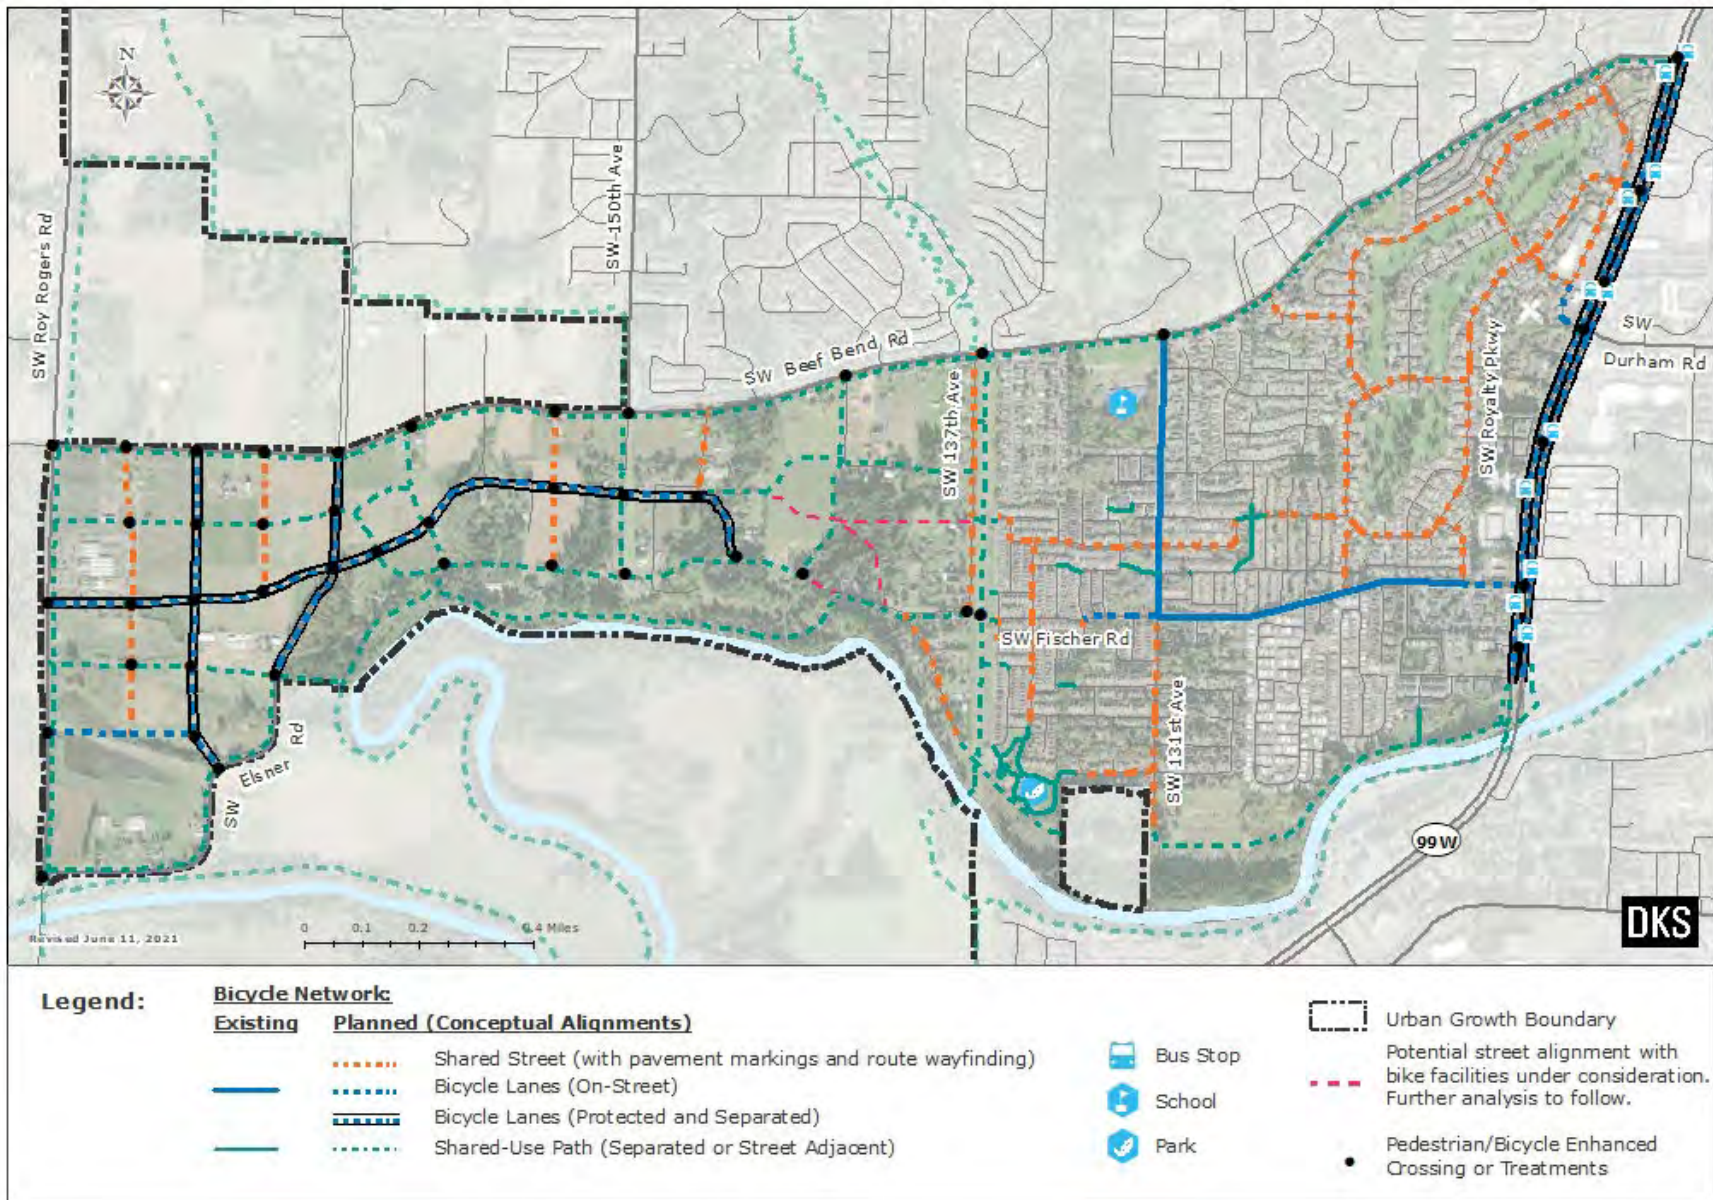 N
SW Roy Rogers Rd
SW 150th Ave
SW Beef Bend Rd
SW 137th Ave
SW Royalty Pkwy
SW
Durham Rd
SW Fischer Rd
SW 131st Ave
SW Elsner Rd
99W
DKS
Revised June 11, 2021
0 0.1 0.2 0.4 Miles
Legend:
Bicycle Network:
Existing Planned (Conceptual Alignments)
Shared Street (with pavement markings and route wayfinding)
Bicycle Lanes (On-Street)
Bicycle Lanes (Protected and Separated)
Shared-Use Path (Separated or Street Adjacent)
Bus Stop
School
Park
Urban Growth Boundary
Potential street alignment with
bike facilities under consideration.
Further analysis to follow.
Pedestrian/Bicycle Enhanced
Crossing or Treatments